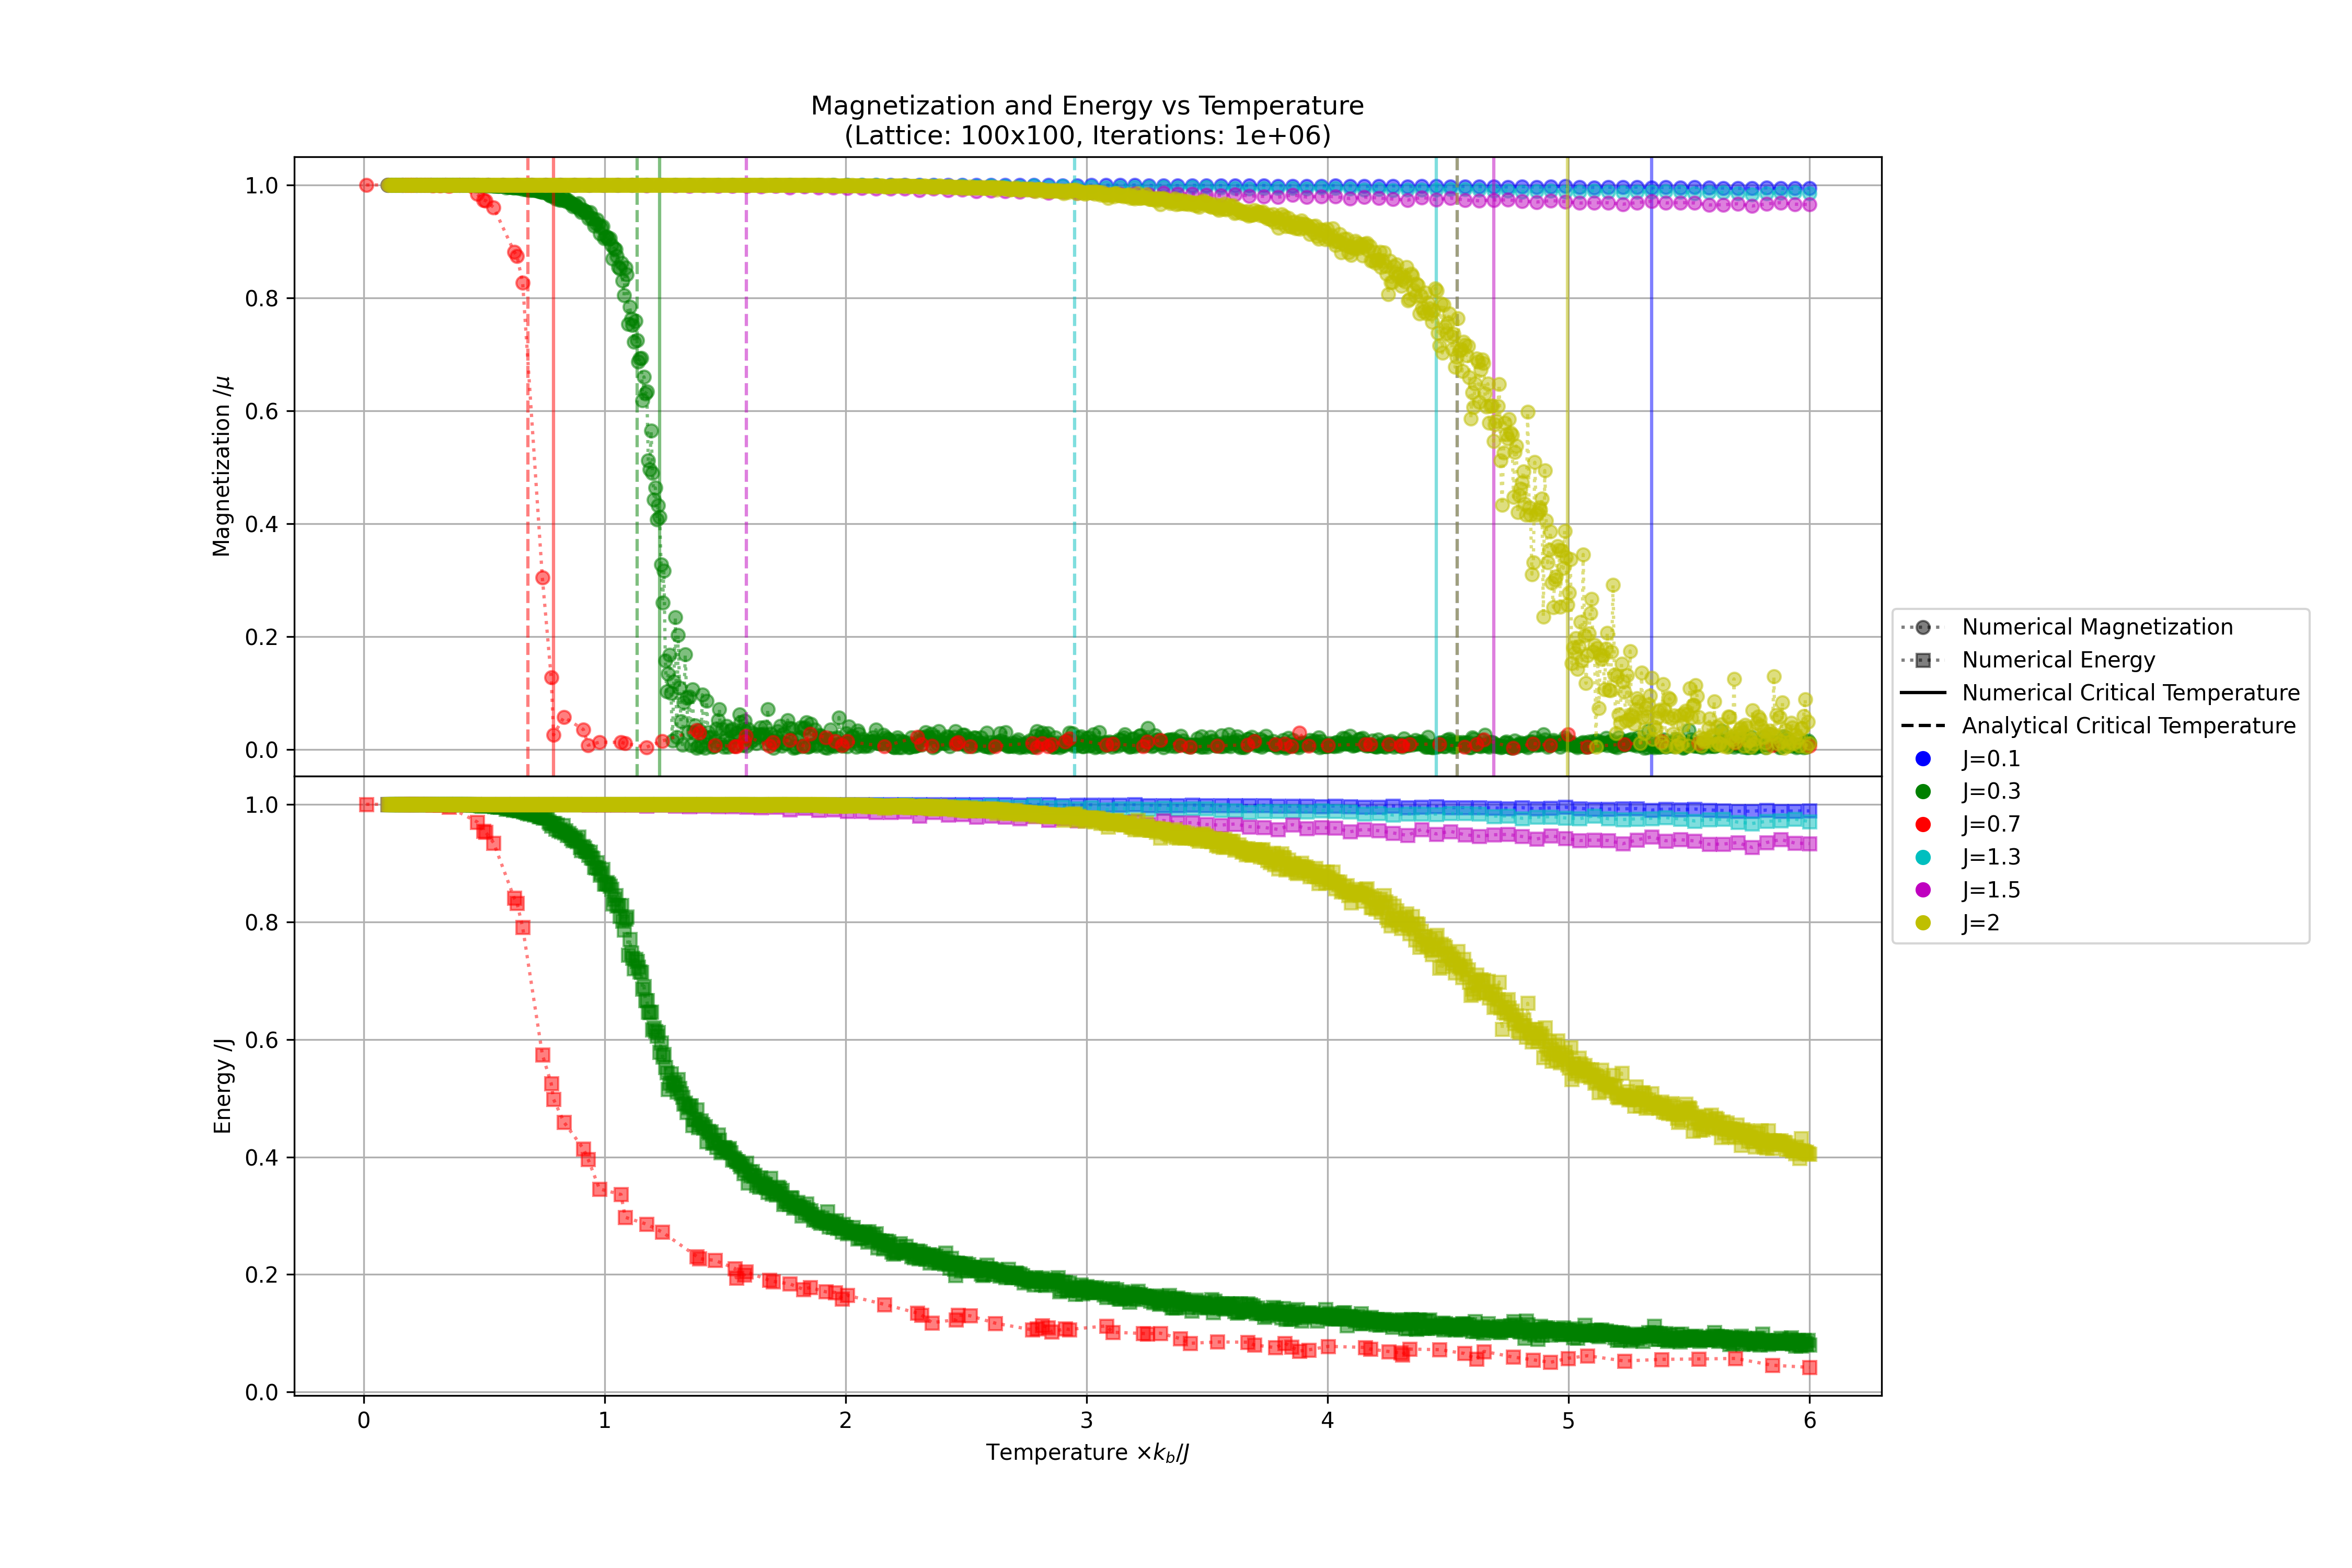 Magnetization and Energy vs Temperature
(Lattice: 100x100, Iterations: 1e+06)
1.0
0.8
0.6
0.4
0.2
0.0
Magnetization /μ
1.0
0.8
0.6
0.4
0.2
0.0
Energy /J
0 1 2 3 4 5 6
Temperature ×k_b/J
Numerical Magnetization
Numerical Energy
Numerical Critical Temperature
Analytical Critical Temperature
J=0.1
J=0.3
J=0.7
J=1.3
J=1.5
J=2